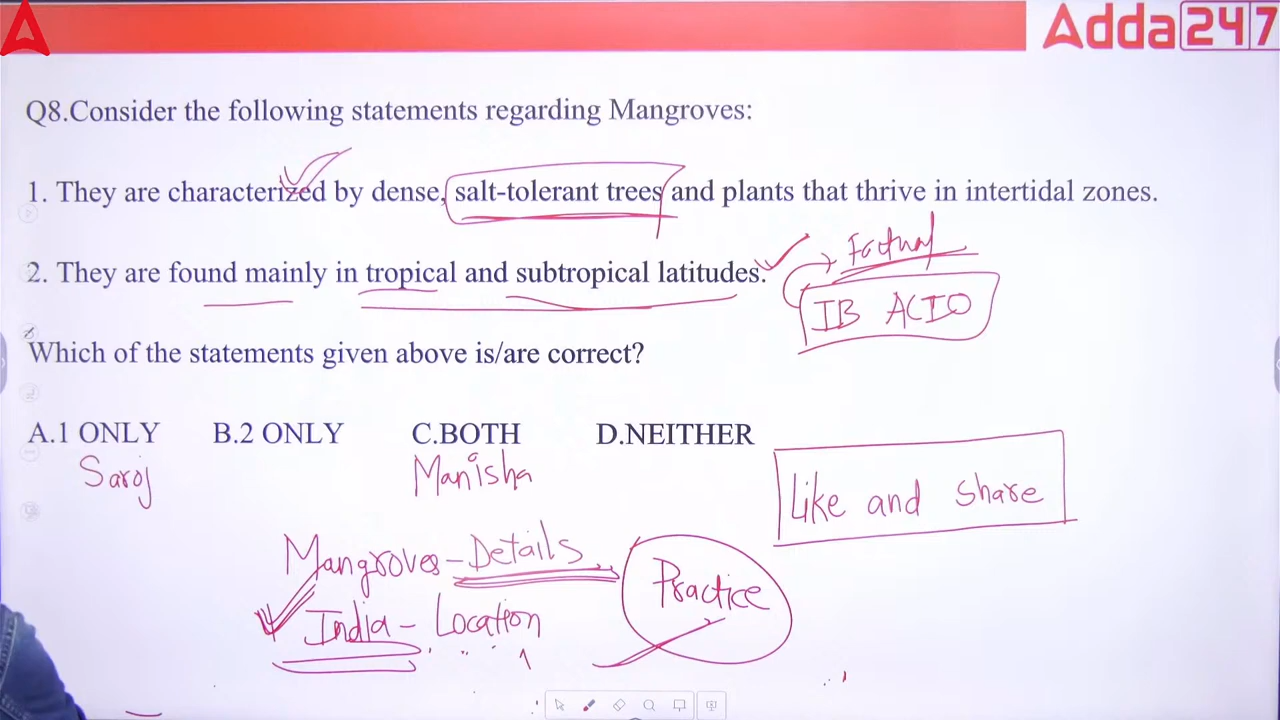 Adda247
Q8.Consider the following statements regarding Mangroves:
1. They are characterized by dense, salt-tolerant trees and plants that thrive in intertidal zones.
2. They are found mainly in tropical and subtropical latitudes.
Factual
IB ACIO
Which of the statements given above is/are correct?
A.1 ONLY B.2 ONLY C.BOTH D.NEITHER
Saroj Manisha
Like and Share
Mangroves-Details
Practice
India - Location